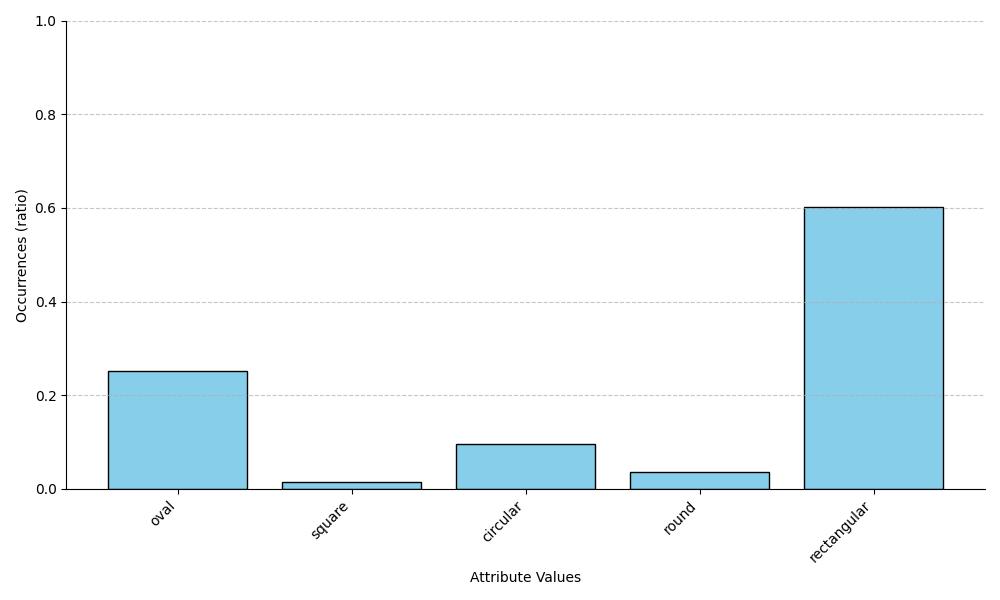 1.0
0.8
0.6
0.4
0.2
0.0
Occurrences (ratio)
oval
square
circular
round
rectangular
Attribute Values